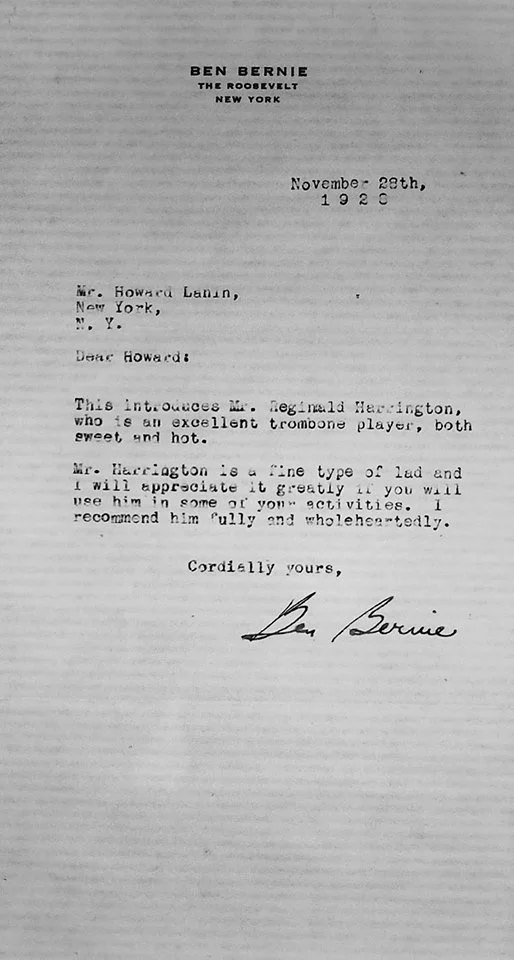 BEN BERNIE
THE ROOSEVELT
NEW YORK
November 28th,
1928
Mr. Howard Lanin,
New York,
N. Y.
Dear Howard:
This introduces Mr. Reginald Harrington,
who is an excellent trombone player, both
sweet and hot.
Mr. Harrington is a fine type of lad and
I will appreciate it greatly if you will
use him in some of your activities. I
recommend him fully and wholeheartedly.
Cordially yours,
Ben Bernie